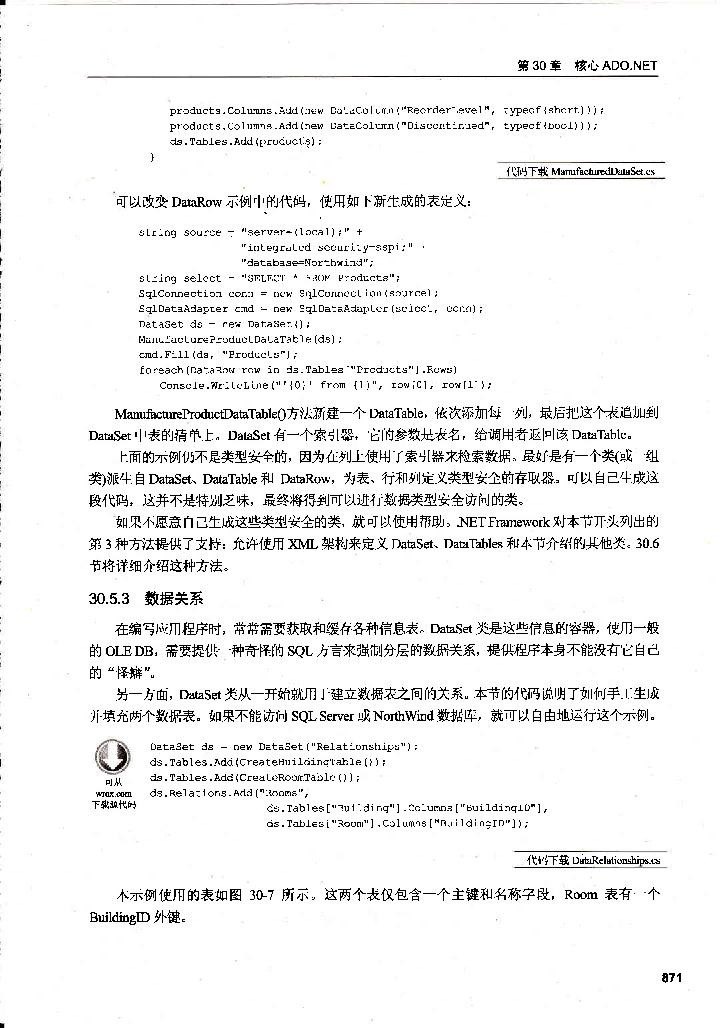 第 30 章 核心 ADO.NET
products.Columns.Add(new DataColumn("ReorderLevel", typeof(short)));
products.Columns.Add(new DataColumn("Discontinued", typeof(bool)));
ds.Tables.Add(products);
}
代码下载 ManufacturedDataSet.cs
可以改变 DataRow 示例中的代码，使用如下新生成的表定义：
string source = "server=(local);" +
"integrated security=sspi;" +
"database=Northwind";
string select = "SELECT * FROM Products";
SqlConnection conn = new SqlConnection(source);
SqlDataAdapter cmd = new SqlDataAdapter(select, conn);
DataSet ds = new DataSet();
ManufactureProductDataTable(ds);
cmd.Fill(ds, "Products");
foreach(DataRow row in ds.Tables["Products"].Rows)
Console.WriteLine("'{0}' from {1}", row[0], row[1]);
ManufactureProductDataTable()方法新建一个 DataTable，依次添加每一列，最后把这个表追加到
DataSet 中表的清单上。DataSet 有一个索引器，它的参数是表名，给调用者返回该 DataTable。
上面的示例仍不是类型安全的，因为在列上使用了索引器来检索数据。最好是有一个类(或一组
类)派生自 DataSet、DataTable 和 DataRow，为表、行和列定义类型安全的存取器。可以自己生成这
段代码，这并不是特别乏味，最终将得到可以进行数据类型安全访问的类。
如果不愿意自己生成这些类型安全的类，就可以使用帮助。.NET Framework 对本节开头列出的
第 3 种方法提供了支持：允许使用 XML 架构来定义 DataSet、DataTables 和本节介绍的其他类。30.6
节将详细介绍这种方法。
30.5.3 数据关系
在编写应用程序时，常常需要获取和缓存各种信息表。DataSet 类是这些信息的容器，使用一般
的 OLE DB，需要提供一种奇怪的 SQL 方言来强制分层的数据关系，提供程序本身不能没有它自己
的“怪癖”。
另一方面，DataSet 类从一开始就用于建立数据表之间的关系。本节的代码说明了如何手工生成
并填充两个数据表。如果不能访问 SQL Server 或 NorthWind 数据库，就可以自由地运行这个示例。
DataSet ds = new DataSet("Relationships");
ds.Tables.Add(CreateBuildingTable());
可从
ds.Tables.Add(CreateRoomTable());
wrox.com
ds.Relations.Add("Rooms",
下载源代码
ds.Tables["Building"].Columns["BuildingID"],
ds.Tables["Room"].Columns["BuildingID"]);
代码下载 DataRelationships.cs
本示例使用的表如图 30-7 所示。这两个表仅包含一个主键和名称字段，Room 表有一个
BuildingID 外键。
871